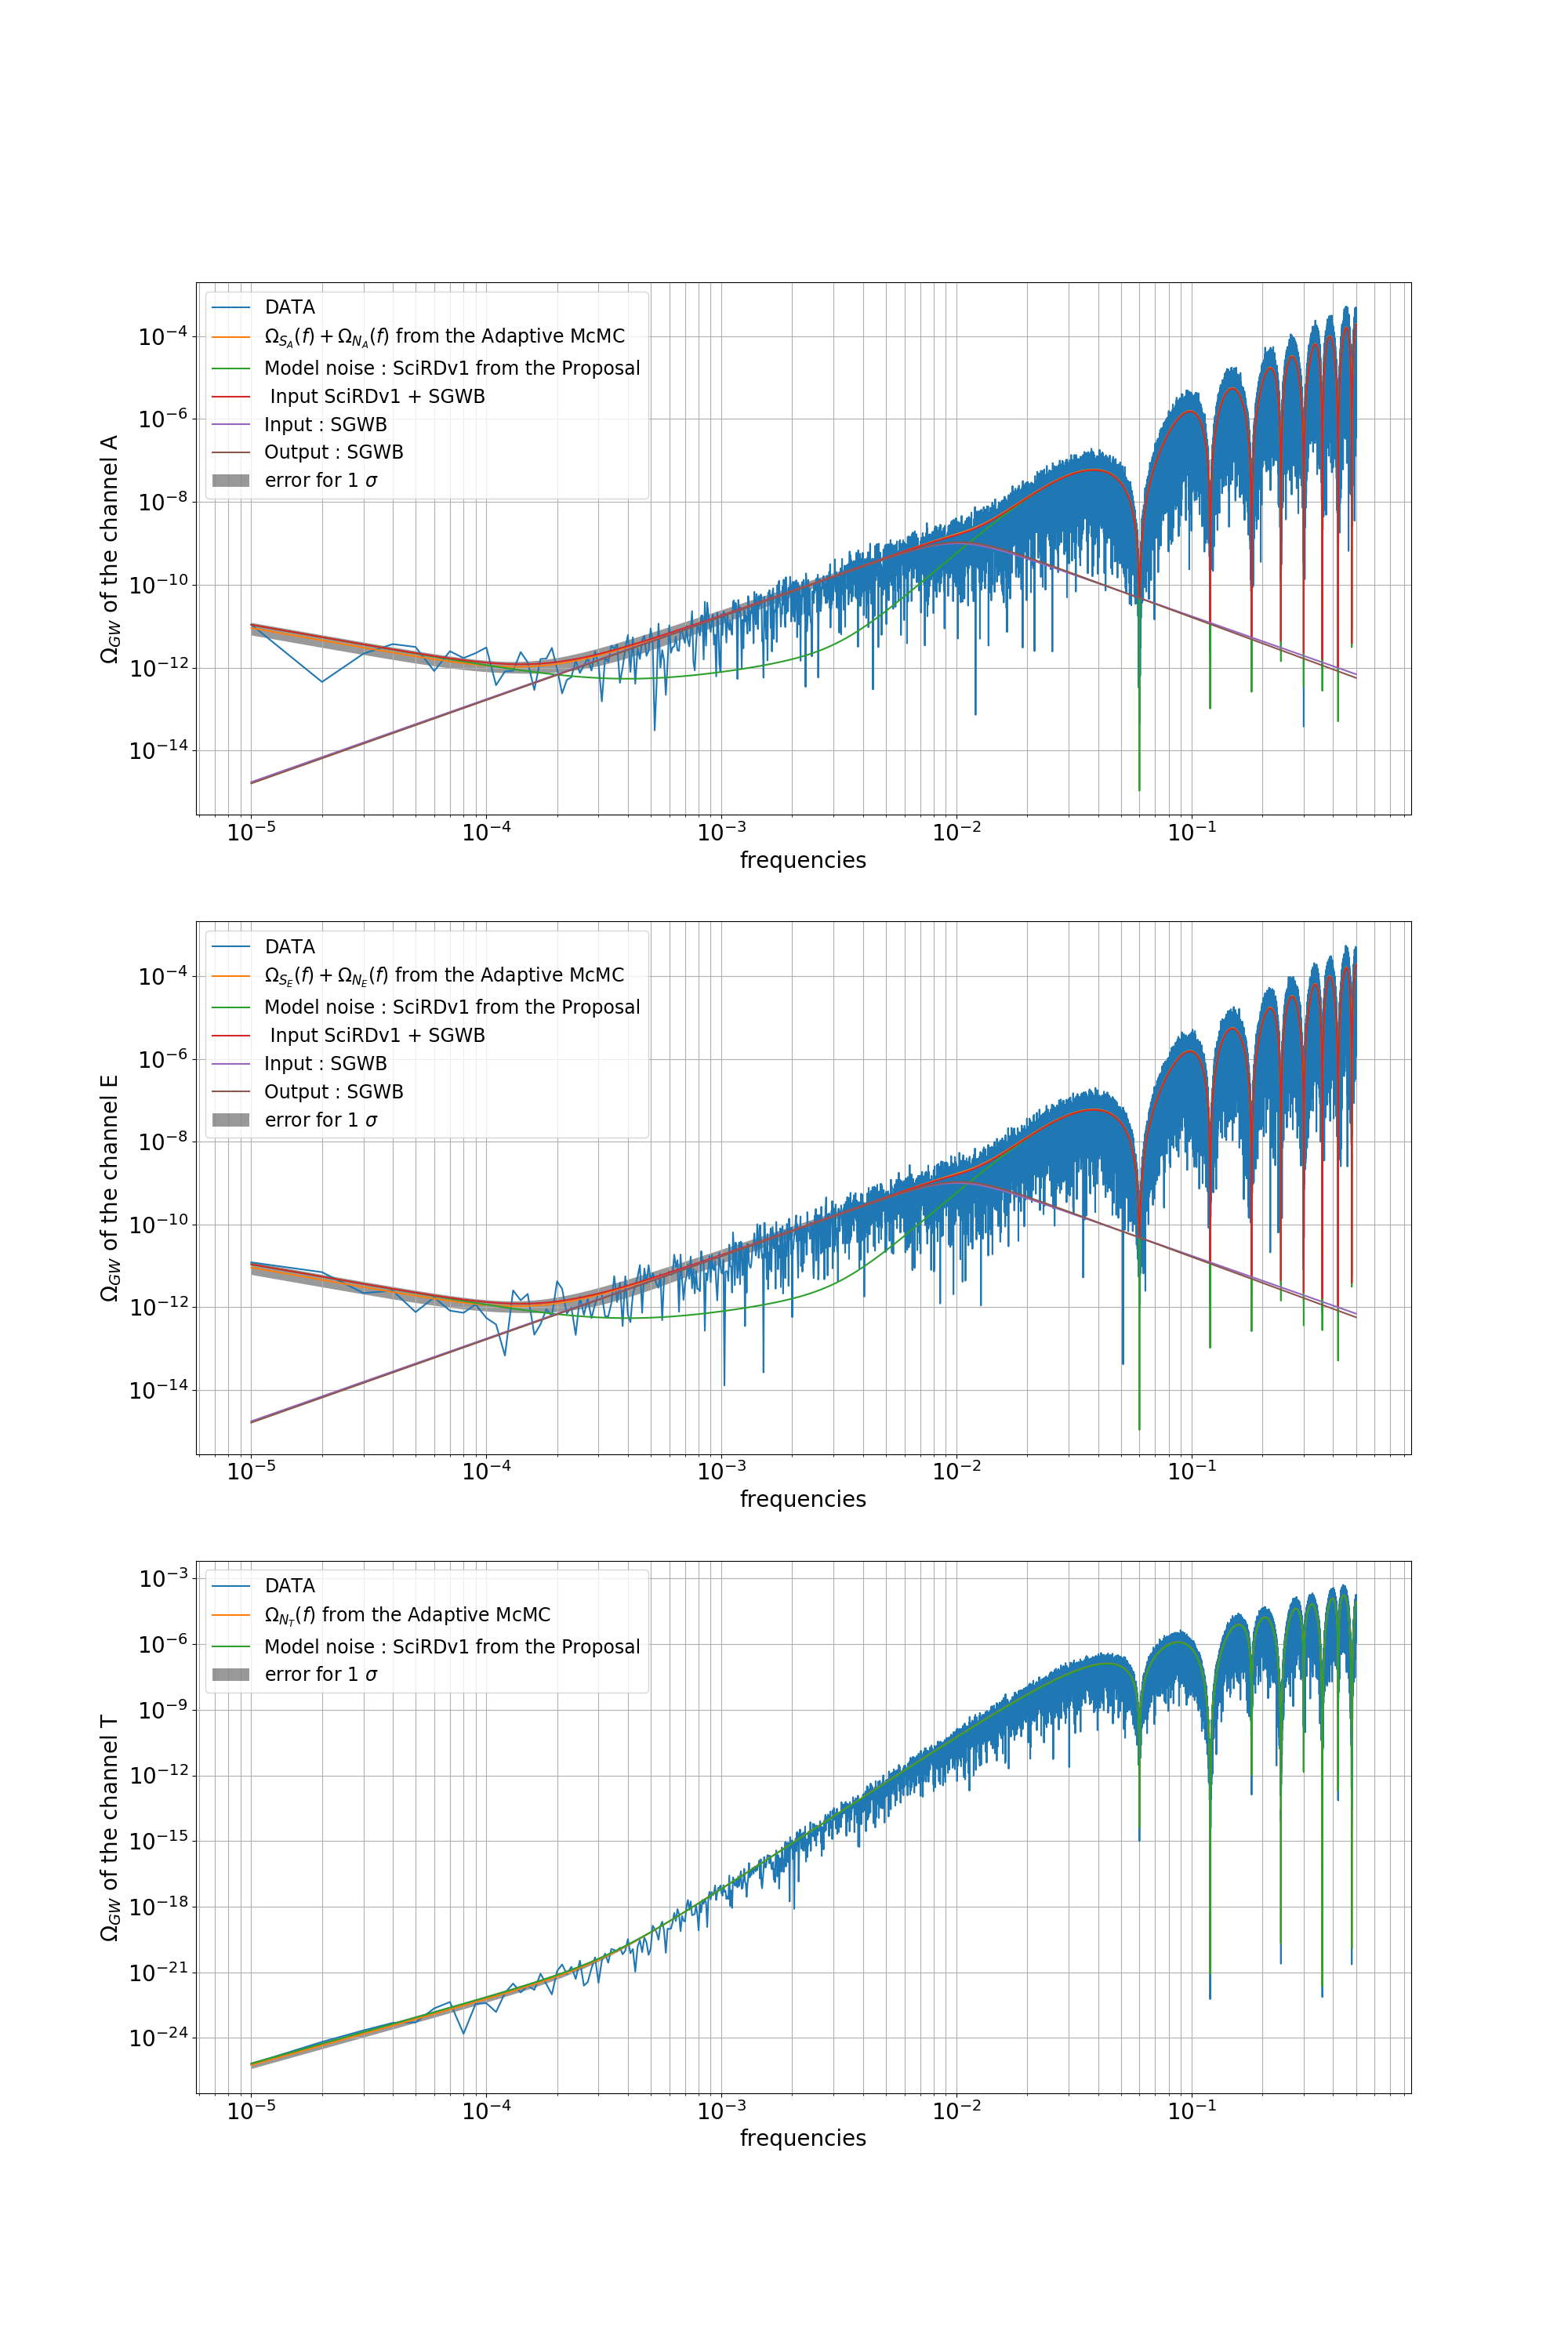 DATA
Ω_{S_A}(f) + Ω_{N_A}(f) from the Adaptive McMC
Model noise : SciRDv1 from the Proposal
Input SciRDv1 + SGWB
Input : SGWB
Output : SGWB
error for 1 σ
Ω_{GW} of the channel A
10^{-4}
10^{-6}
10^{-8}
10^{-10}
10^{-12}
10^{-14}
10^{-5} 10^{-4} 10^{-3} 10^{-2} 10^{-1}
frequencies
DATA
Ω_{S_E}(f) + Ω_{N_E}(f) from the Adaptive McMC
Model noise : SciRDv1 from the Proposal
Input SciRDv1 + SGWB
Input : SGWB
Output : SGWB
error for 1 σ
Ω_{GW} of the channel E
10^{-4}
10^{-6}
10^{-8}
10^{-10}
10^{-12}
10^{-14}
10^{-5} 10^{-4} 10^{-3} 10^{-2} 10^{-1}
frequencies
DATA
Ω_{N_T}(f) from the Adaptive McMC
Model noise : SciRDv1 from the Proposal
error for 1 σ
Ω_{GW} of the channel T
10^{-3}
10^{-6}
10^{-9}
10^{-12}
10^{-15}
10^{-18}
10^{-21}
10^{-24}
10^{-5} 10^{-4} 10^{-3} 10^{-2} 10^{-1}
frequencies